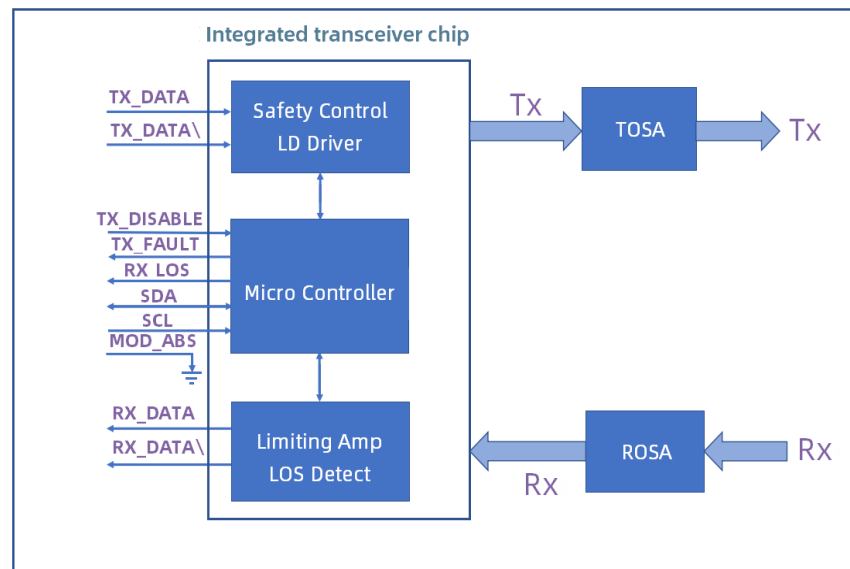 Integrated transceiver chip
TX_DATA
TX_DATA\
Safety Control
LD Driver
Tx
TOSA
Tx
TX_DISABLE
TX_FAULT
RX LOS
SDA
SCL
MOD_ABS
Micro Controller
RX_DATA
RX_DATA\
Limiting Amp
LOS Detect
Rx
ROSA
Rx